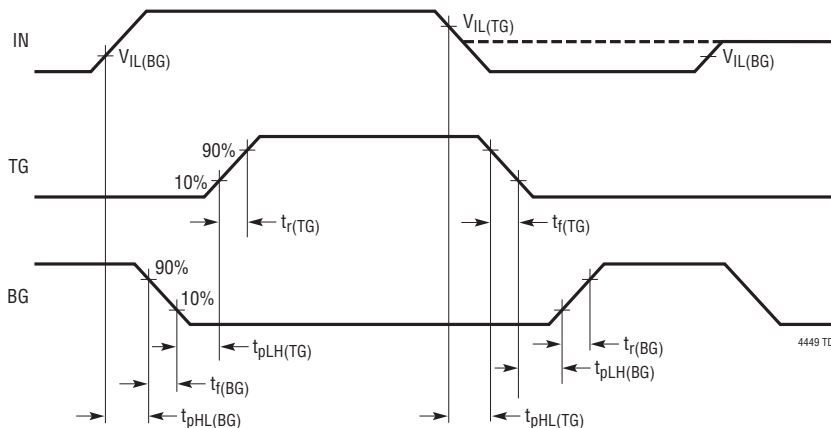 IN
V_IL(BG)
V_IL(TG)
V_IL(BG)
TG
90%
10%
t_r(TG)
t_f(TG)
BG
90%
10%
t_pLH(TG)
t_f(BG)
t_pHL(BG)
t_r(BG)
t_pLH(BG)
t_pHL(TG)
4449 TD